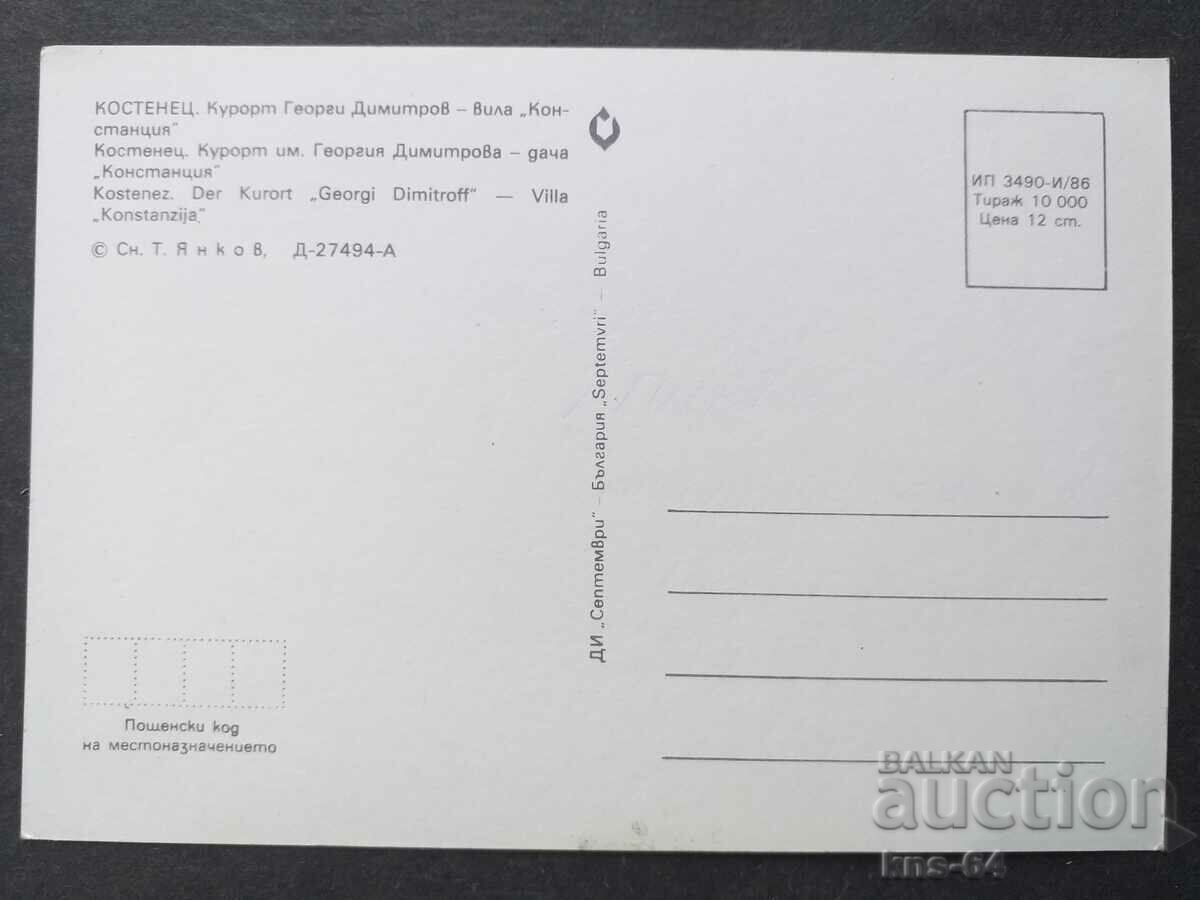 КОСТЕНЕЦ. Курорт Георги Димитров – вила „Кон-
станция"
Костенец. Курорт им. Георгия Димитрова – дача
„Констанция"
Kostenez. Der Kurort „Georgi Dimitroff" — Villa
„Konstanzija"
© Сн. Т. Янков, Д-27494-А
ДИ „Септември" – България „Septemvri" – Bulgaria
ИП 3490-И/86
Тираж 10 000
Цена 12 ст.
Пощенски код
на местоназначението
BALKAN
auction
kns-64